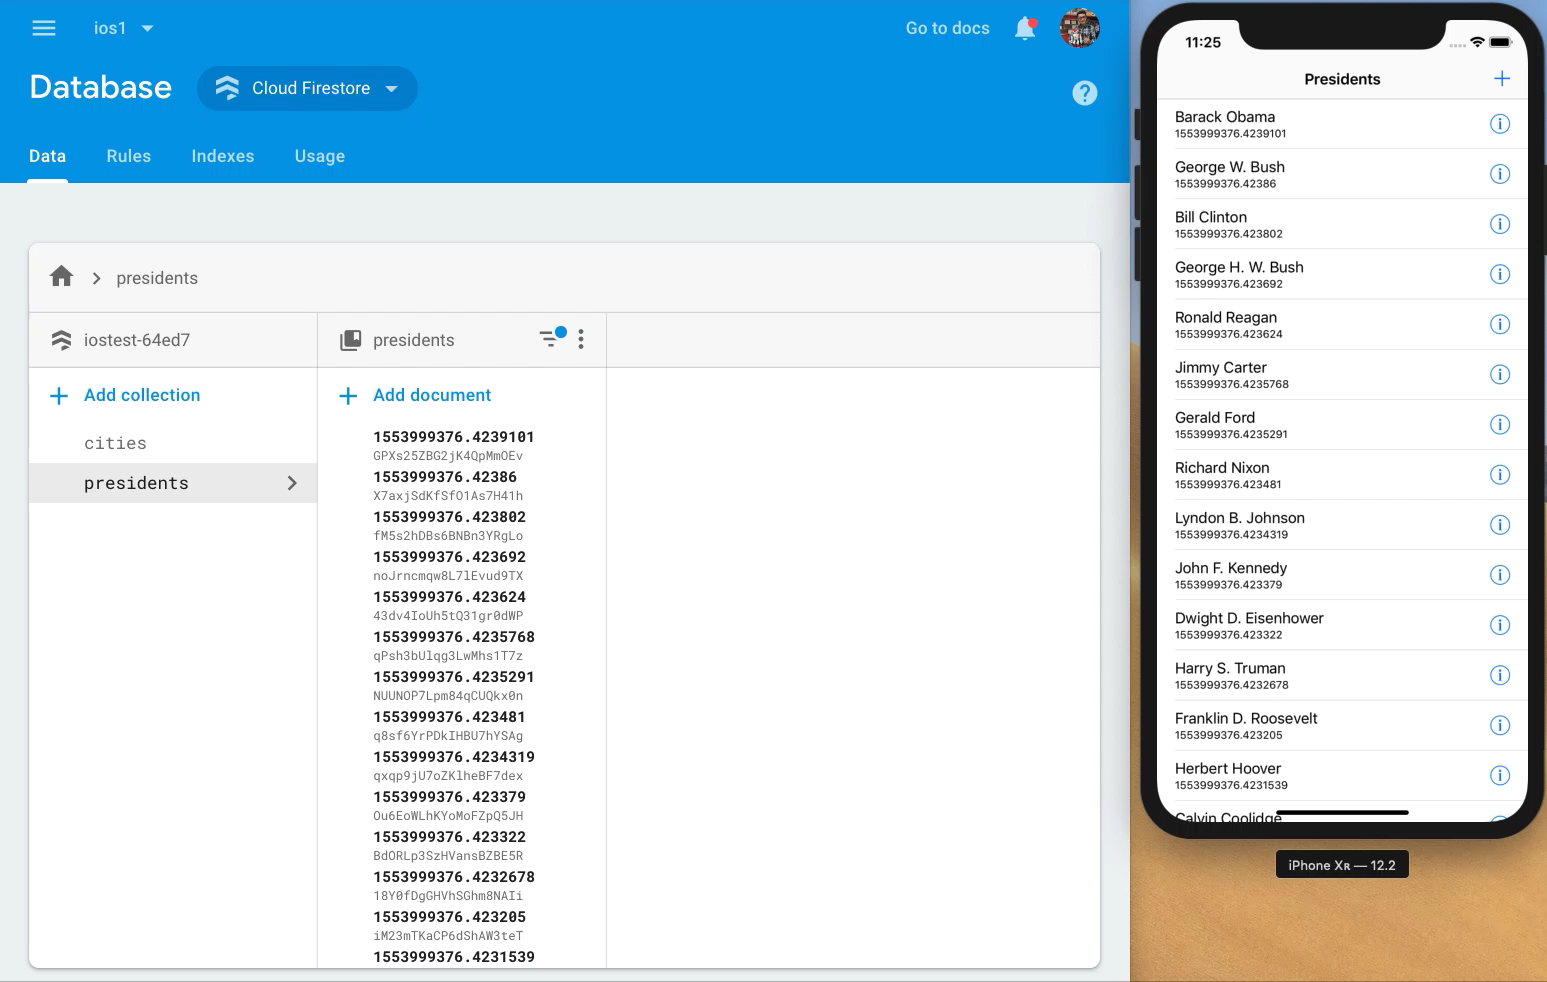 ios1
Go to docs
Database
Cloud Firestore
Data Rules Indexes Usage
presidents
iostest-64ed7
presidents
Add collection
cities
presidents
Add document
1553999376.4239101
GPXs25ZBG2jK4QpMmOEv
1553999376.42386
X7axjSdKfSfO1As7H41h
1553999376.423802
fM5s2hDBs6BNBn3YRgLo
1553999376.423692
noJrncmqw8L7lEvud9TX
1553999376.423624
43dv4IoUh5tQ31gr0dWP
1553999376.4235768
qPsh3bUlqg3LwMhs1T7z
1553999376.4235291
NUUNOP7Lpm84qCUQkx0n
1553999376.423481
q8sf6YrPDkIHBU7hYSAg
1553999376.4234319
qxqp9jU7oZKlheBF7dex
1553999376.423379
Ou6EoWLhKYoMoFZpQ5JH
1553999376.423322
BdORLp3SzHVansBZBE5R
1553999376.4232678
18Y0fDgGHVhSGhm8NAIi
1553999376.423205
iM23mTKaCP6dShAW3teT
1553999376.4231539
11:25
Presidents
Barack Obama
1553999376.4239101
George W. Bush
1553999376.42386
Bill Clinton
1553999376.423802
George H. W. Bush
1553999376.423692
Ronald Reagan
1553999376.423624
Jimmy Carter
1553999376.4235768
Gerald Ford
1553999376.4235291
Richard Nixon
1553999376.423481
Lyndon B. Johnson
1553999376.4234319
John F. Kennedy
1553999376.423379
Dwight D. Eisenhower
1553999376.423322
Harry S. Truman
1553999376.4232678
Franklin D. Roosevelt
1553999376.423205
Herbert Hoover
1553999376.4231539
Calvin Coolidge
iPhone Xʀ — 12.2